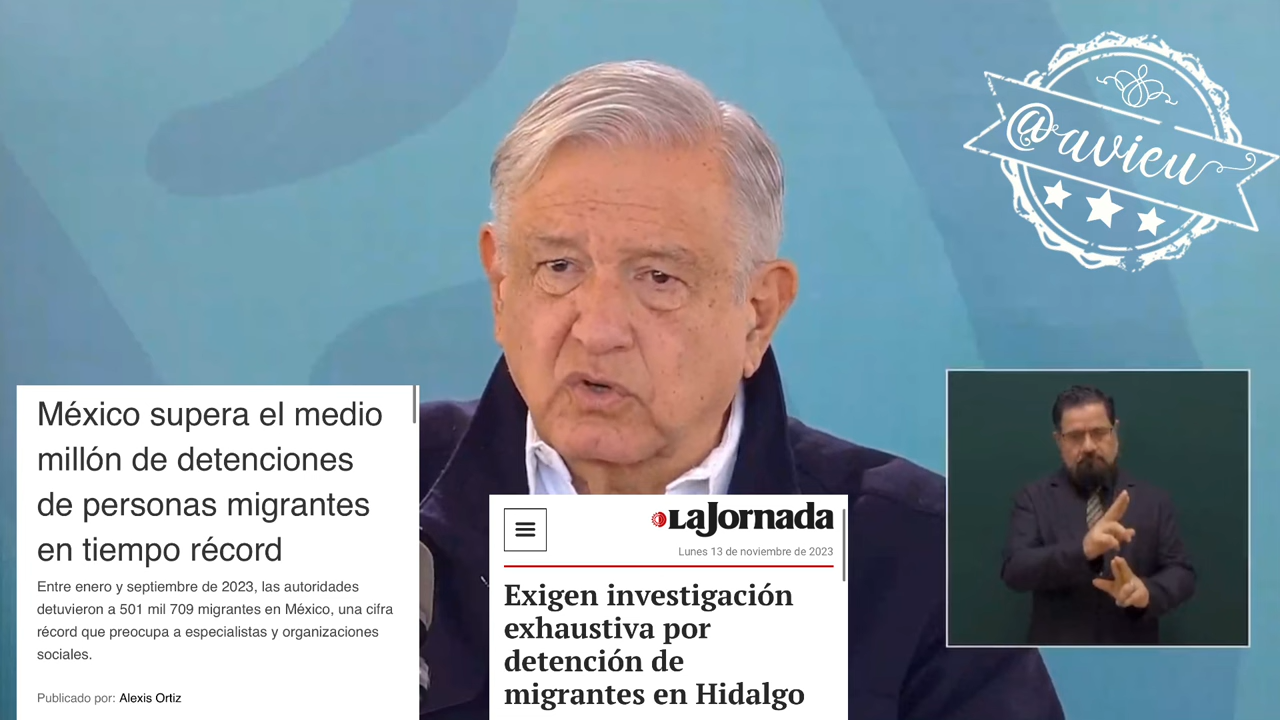 @avieu
México supera el medio
millón de detenciones
de personas migrantes
en tiempo récord
Entre enero y septiembre de 2023, las autoridades
detuvieron a 501 mil 709 migrantes en México, una cifra
récord que preocupa a especialistas y organizaciones
sociales.
Publicado por: Alexis Ortiz
LaJornada
Lunes 13 de noviembre de 2023
Exigen investigación
exhaustiva por
detención de
migrantes en Hidalgo